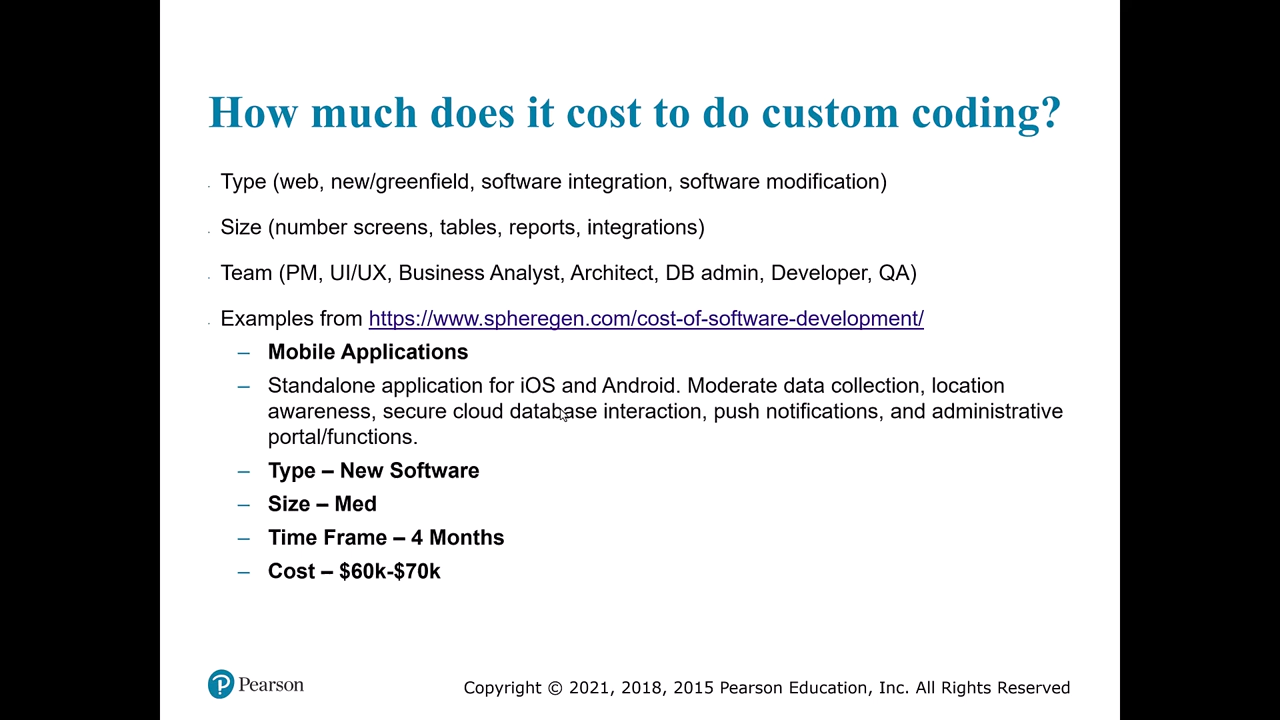 How much does it cost to do custom coding?
Type (web, new/greenfield, software integration, software modification)
Size (number screens, tables, reports, integrations)
Team (PM, UI/UX, Business Analyst, Architect, DB admin, Developer, QA)
Examples from https://www.spheregen.com/cost-of-software-development/
– Mobile Applications
– Standalone application for iOS and Android. Moderate data collection, location
awareness, secure cloud database interaction, push notifications, and administrative
portal/functions.
– Type – New Software
– Size – Med
– Time Frame – 4 Months
– Cost – $60k-$70k
P Pearson
Copyright © 2021, 2018, 2015 Pearson Education, Inc. All Rights Reserved